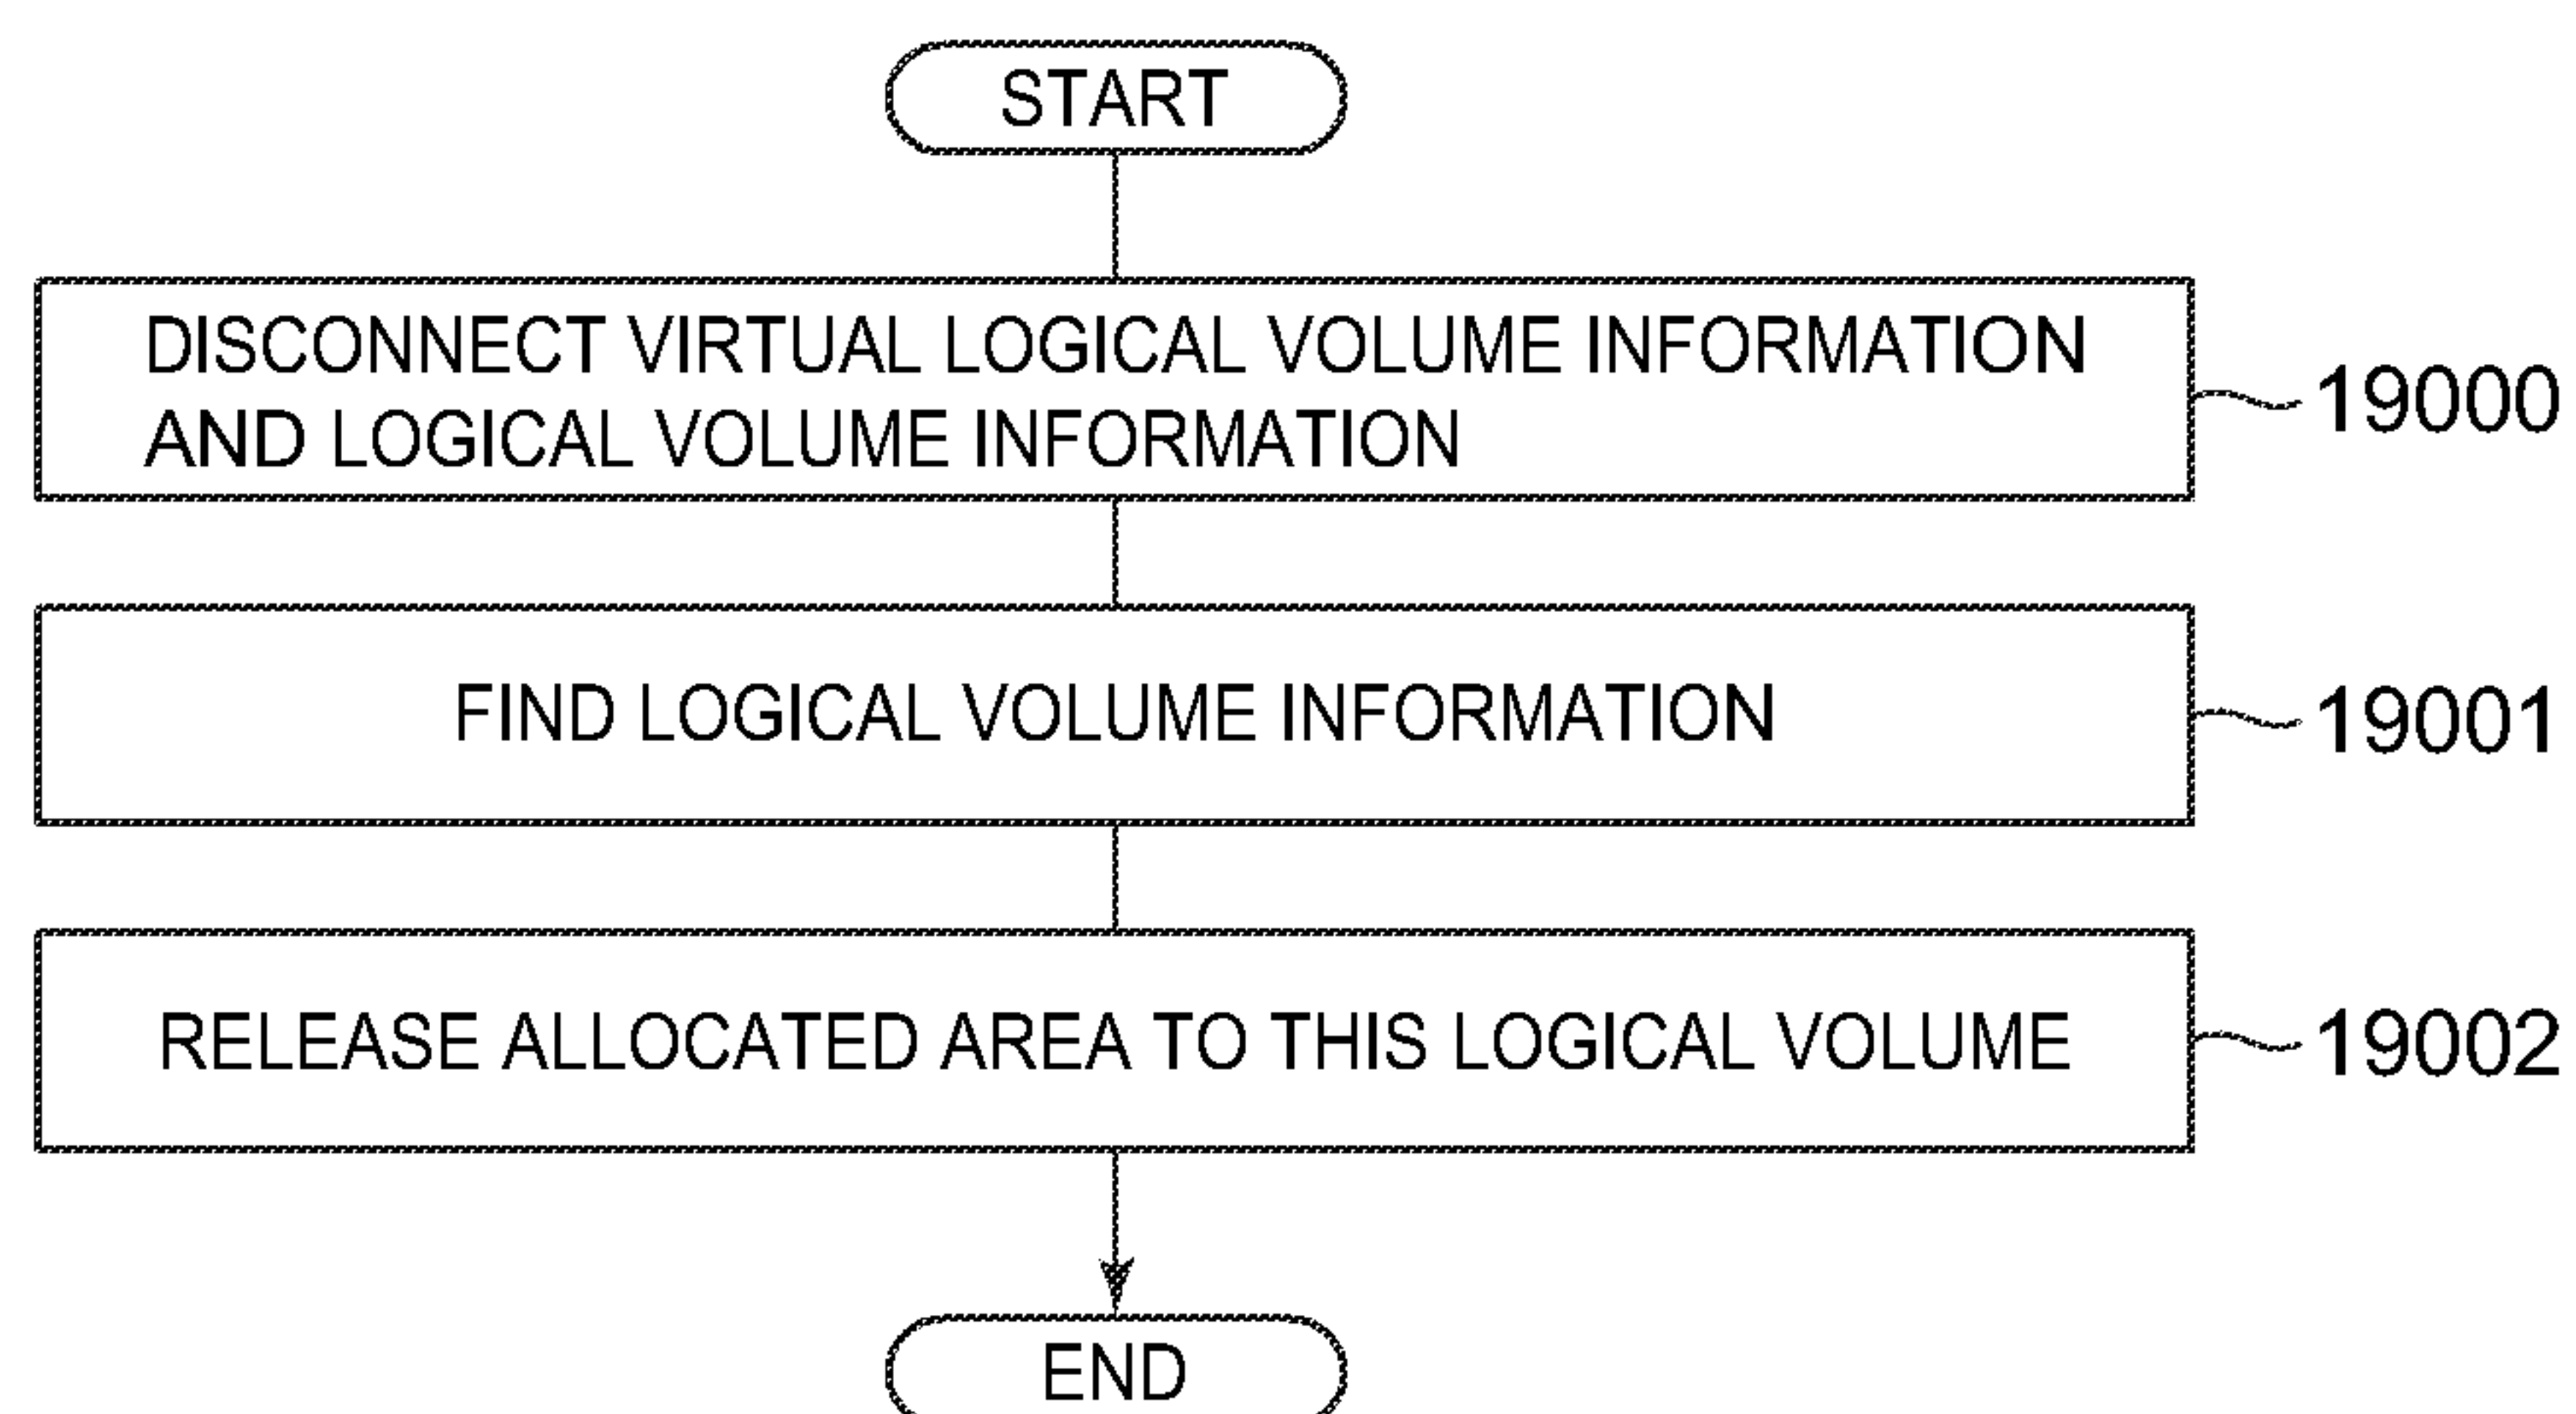 START
DISCONNECT VIRTUAL LOGICAL VOLUME INFORMATION
AND LOGICAL VOLUME INFORMATION
19000
FIND LOGICAL VOLUME INFORMATION
19001
RELEASE ALLOCATED AREA TO THIS LOGICAL VOLUME
19002
END